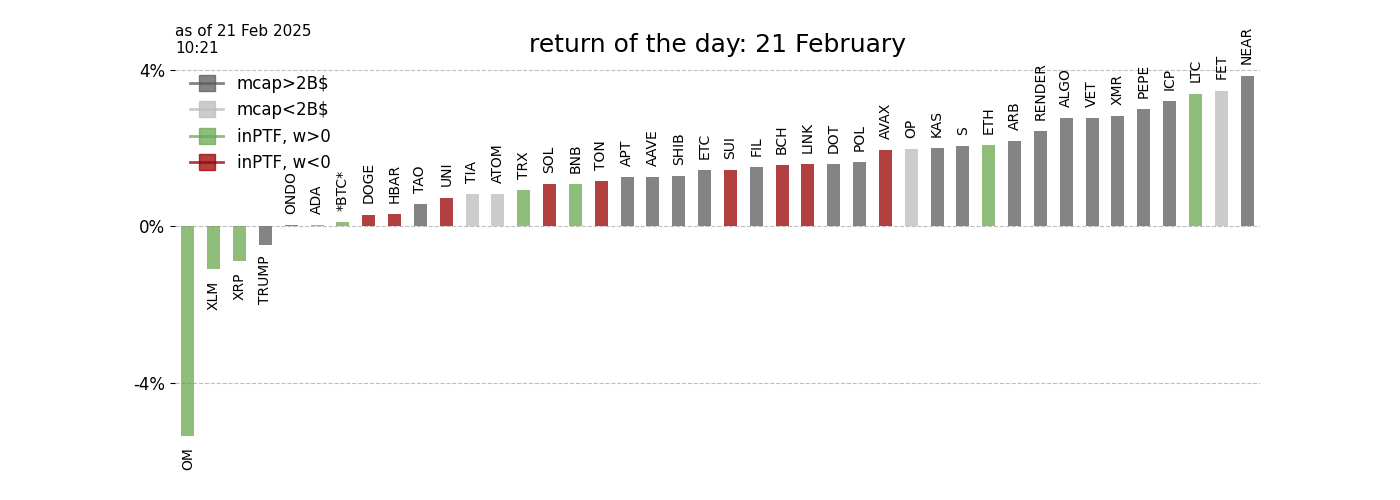 as of 21 Feb 2025
10:21
return of the day: 21 February
4%
0%
-4%
mcap>2B$
mcap<2B$
inPTF, w>0
inPTF, w<0
OM
XLM
XRP
TRUMP
ONDO
ADA
*BTC*
DOGE
HBAR
TAO
UNI
TIA
ATOM
TRX
SOL
BNB
TON
APT
AAVE
SHIB
ETC
SUI
FIL
BCH
LINK
DOT
POL
AVAX
OP
KAS
S
ETH
ARB
RENDER
ALGO
VET
XMR
PEPE
ICP
LTC
FET
NEAR